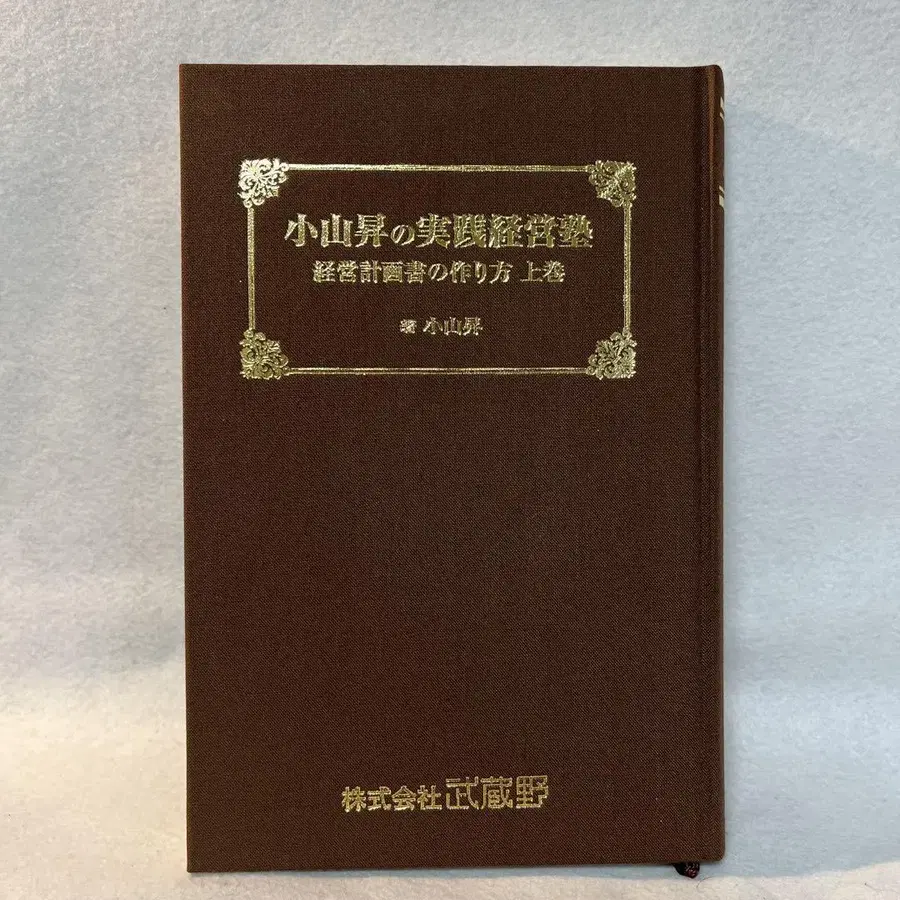 小山昇の実践経営塾
経営計画書の作り方 上巻
著 小山昇
株式会社武蔵野